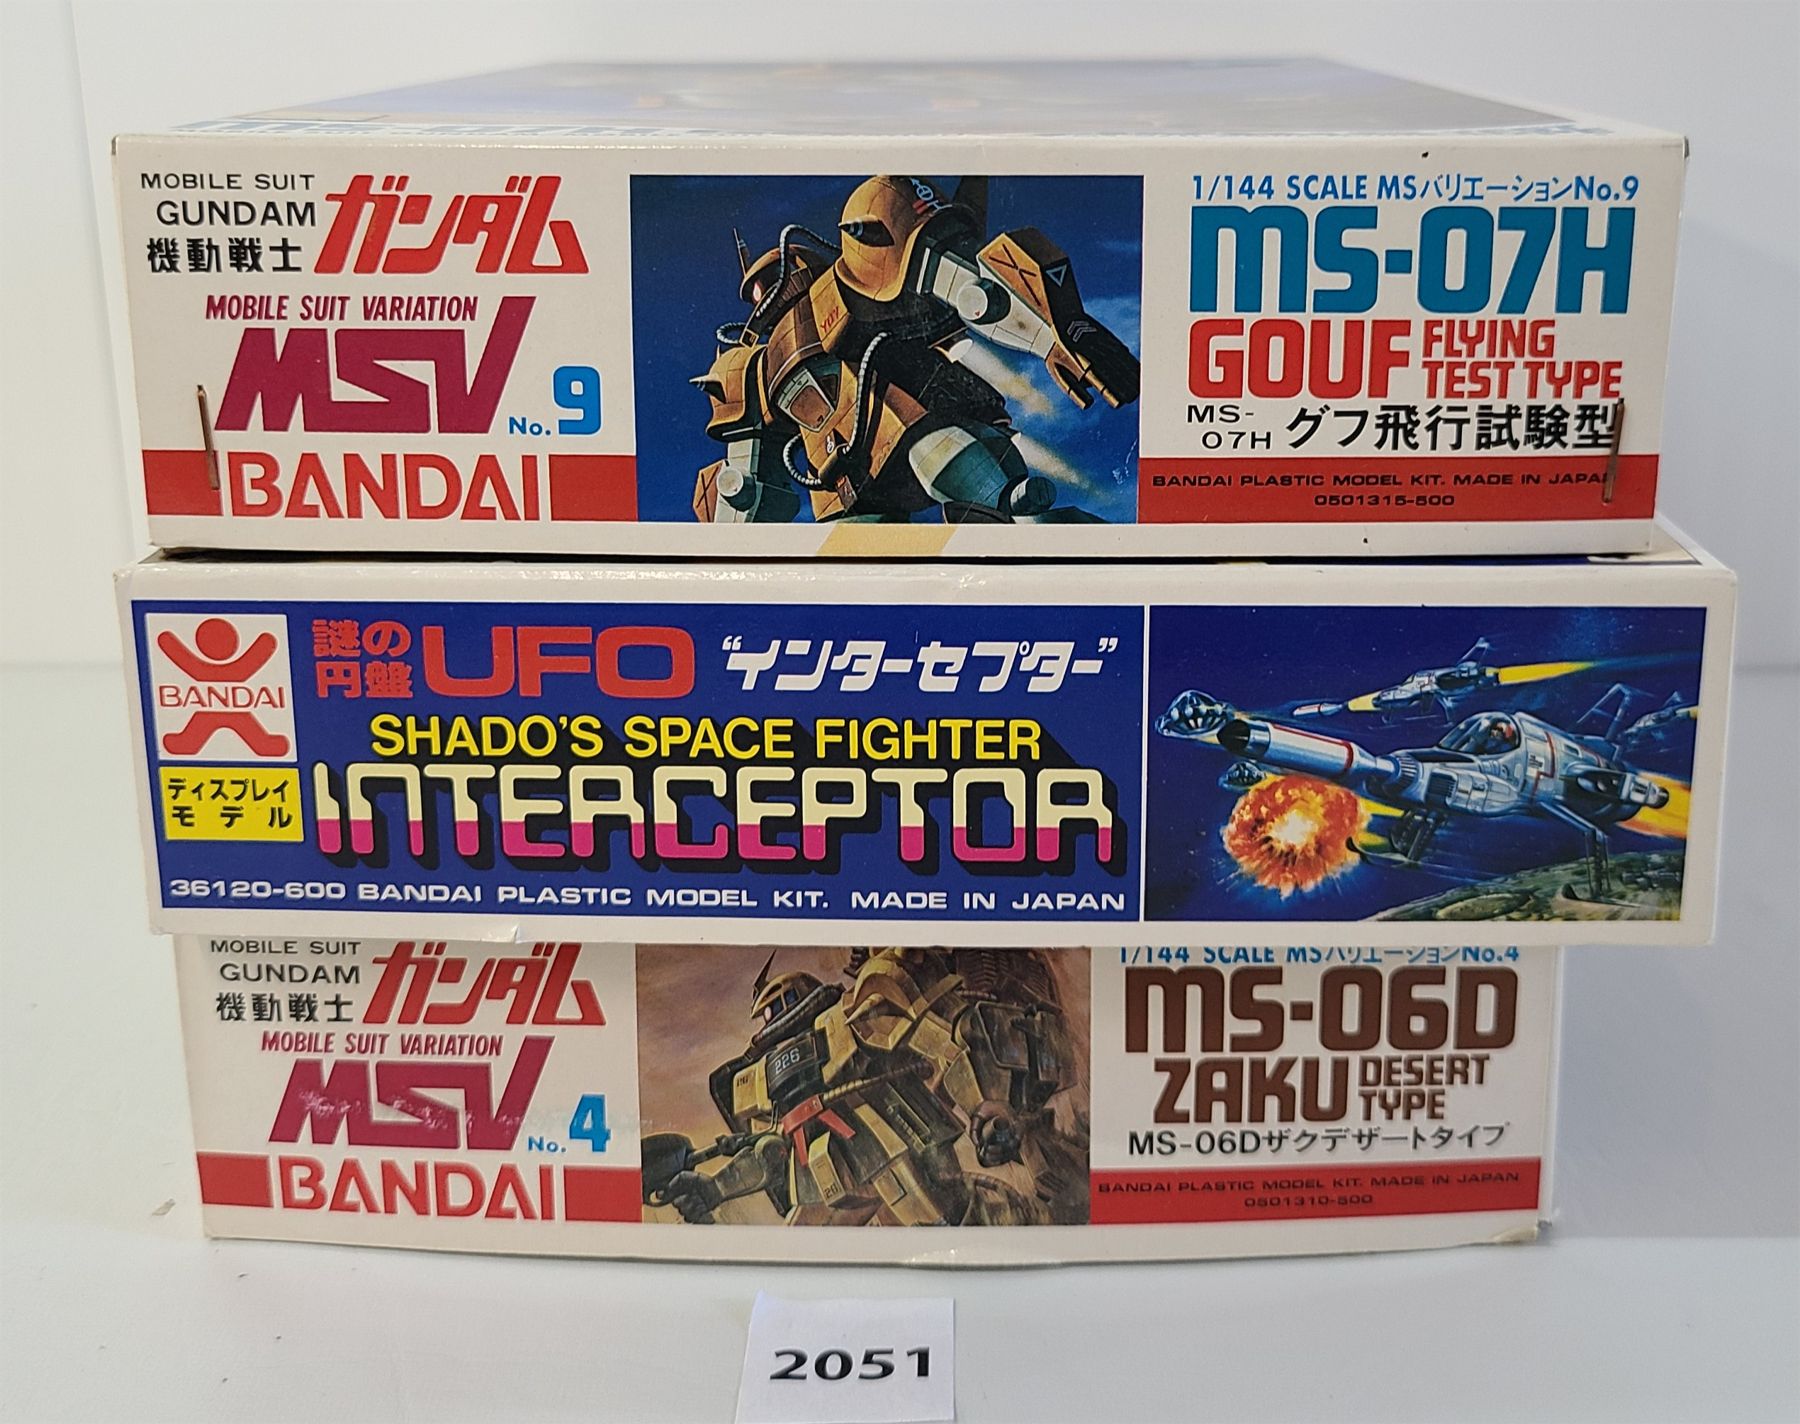 MOBILE SUIT
GUNDAM
機動戦士
ガンダム
MOBILE SUIT VARIATION
MSV No.9
BANDAI
1/144 SCALE MSバリエーションNo.9
MS-07H
GOUF FLYING
TEST TYPE
MS-
07H グフ飛行試験型
BANDAI PLASTIC MODEL KIT. MADE IN JAPAN
0501315-500
BANDAI
ディスプレイ
モデル
謎の
円盤
UFO "インターセプター"
SHADO'S SPACE FIGHTER
INTERCEPTOR
36120-600 BANDAI PLASTIC MODEL KIT. MADE IN JAPAN
MOBILE SUIT
GUNDAM
機動戦士
ガンダム
MOBILE SUIT VARIATION
MSV No.4
BANDAI
226
26
1/144 SCALE MSバリエーションNo.4
MS-06D
ZAKU DESERT
TYPE
MS-06Dザクデザートタイプ
BANDAI PLASTIC MODEL KIT. MADE IN JAPAN
0501310-500
2051